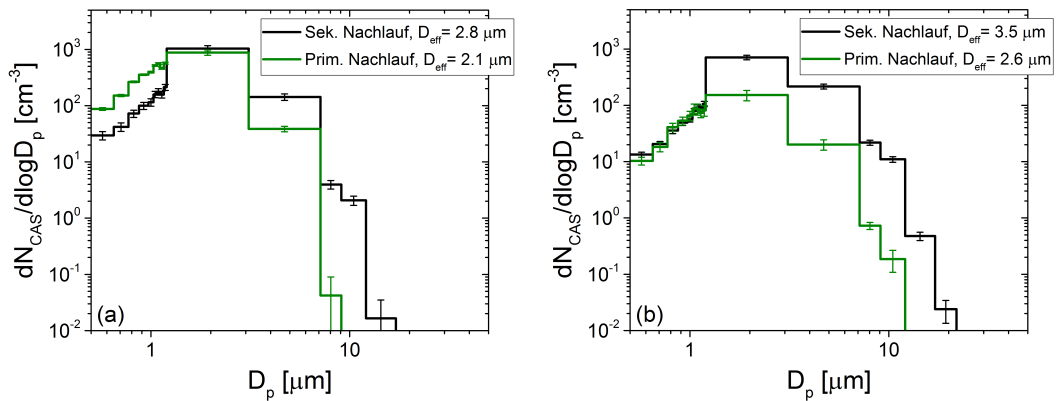 Sek. Nachlauf, D_eff= 2.8 μm
Prim. Nachlauf, D_eff= 2.1 μm
10^3
10^2
10^1
10^0
10^-1
10^-2
dN_CAS/dlogD_p [cm^-3]
(a)
1
10
D_p [μm]
Sek. Nachlauf, D_eff= 3.5 μm
Prim. Nachlauf, D_eff= 2.6 μm
10^3
10^2
10^1
10^0
10^-1
10^-2
dN_CAS/dlogD_p [cm^-3]
(b)
1
10
D_p [μm]